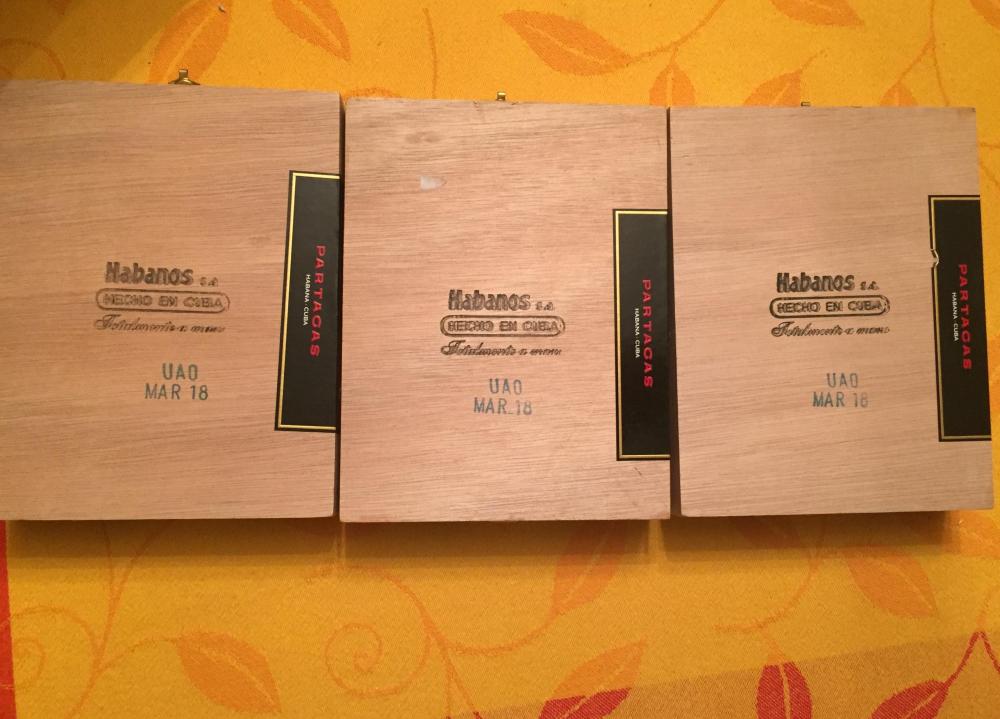 Habanos s.a.
HECHO EN CUBA
Totalmente a mano
UAO
MAR 18
PARTAGAS
HABANA CUBA
Habanos s.a.
HECHO EN CUBA
Totalmente a mano
UAO
MAR 18
PARTAGAS
HABANA CUBA
Habanos s.a.
HECHO EN CUBA
Totalmente a mano
UAO
MAR 18
PARTAGAS
HABANA CUBA